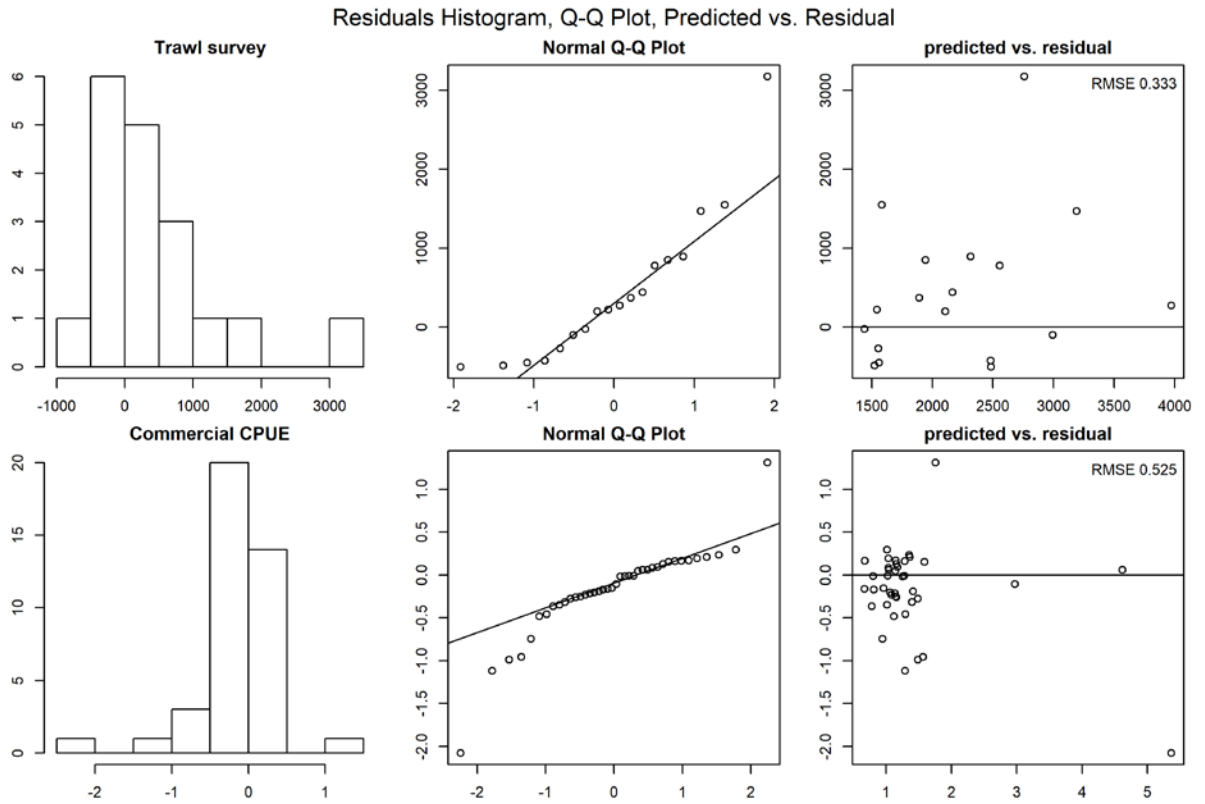 Residuals Histogram, Q-Q Plot, Predicted vs. Residual
Trawl survey
0 1 2 3 4 5 6
-1000 0 1000 2000 3000
Normal Q-Q Plot
0 1000 2000 3000
-2 -1 0 1 2
predicted vs. residual
RMSE 0.333
0 1000 2000 3000
1500 2000 2500 3000 3500 4000
Commercial CPUE
0 5 10 15 20
-2 -1 0 1
Normal Q-Q Plot
-2.0 -1.5 -1.0 -0.5 0.0 0.5 1.0
-2 -1 0 1 2
predicted vs. residual
RMSE 0.525
-2.0 -1.5 -1.0 -0.5 0.0 0.5 1.0
1 2 3 4 5